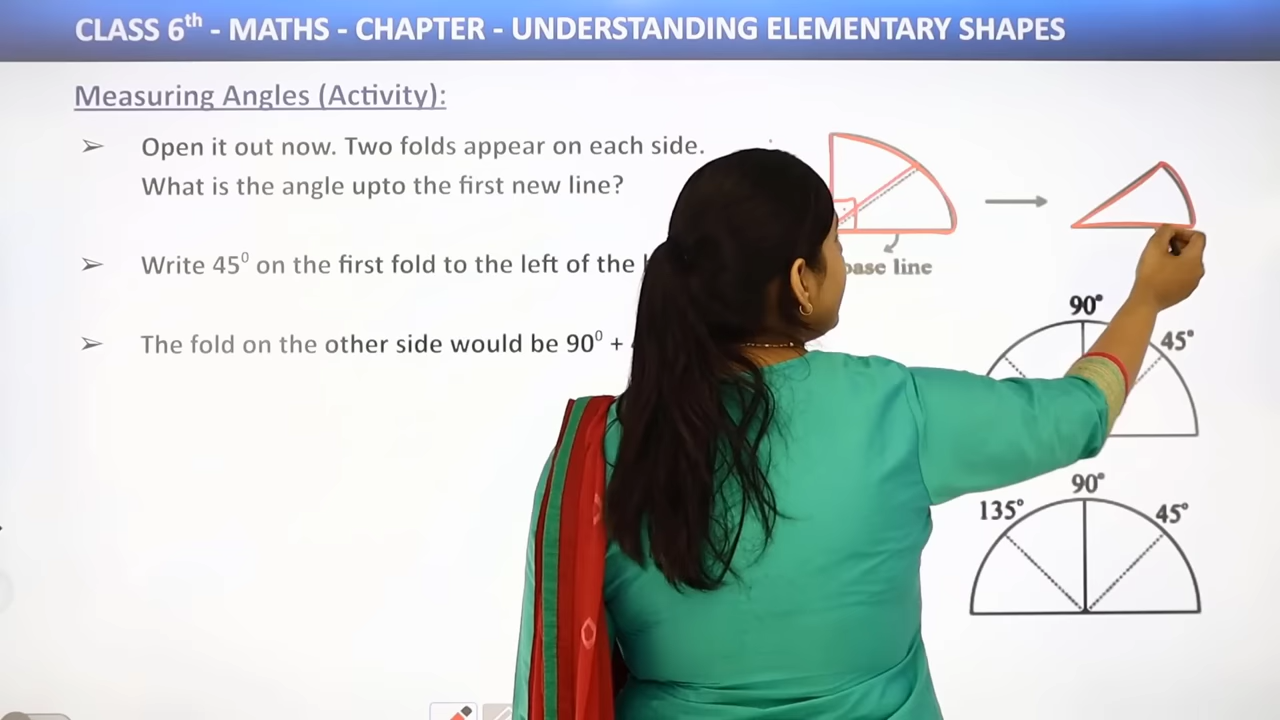 CLASS 6th - MATHS - CHAPTER - UNDERSTANDING ELEMENTARY SHAPES
Measuring Angles (Activity):
➢ Open it out now. Two folds appear on each side.
What is the angle upto the first new line?
➢ Write 45⁰ on the first fold to the left of the
➢ The fold on the other side would be 90⁰ +
base line
90°
45°
90°
135°
45°